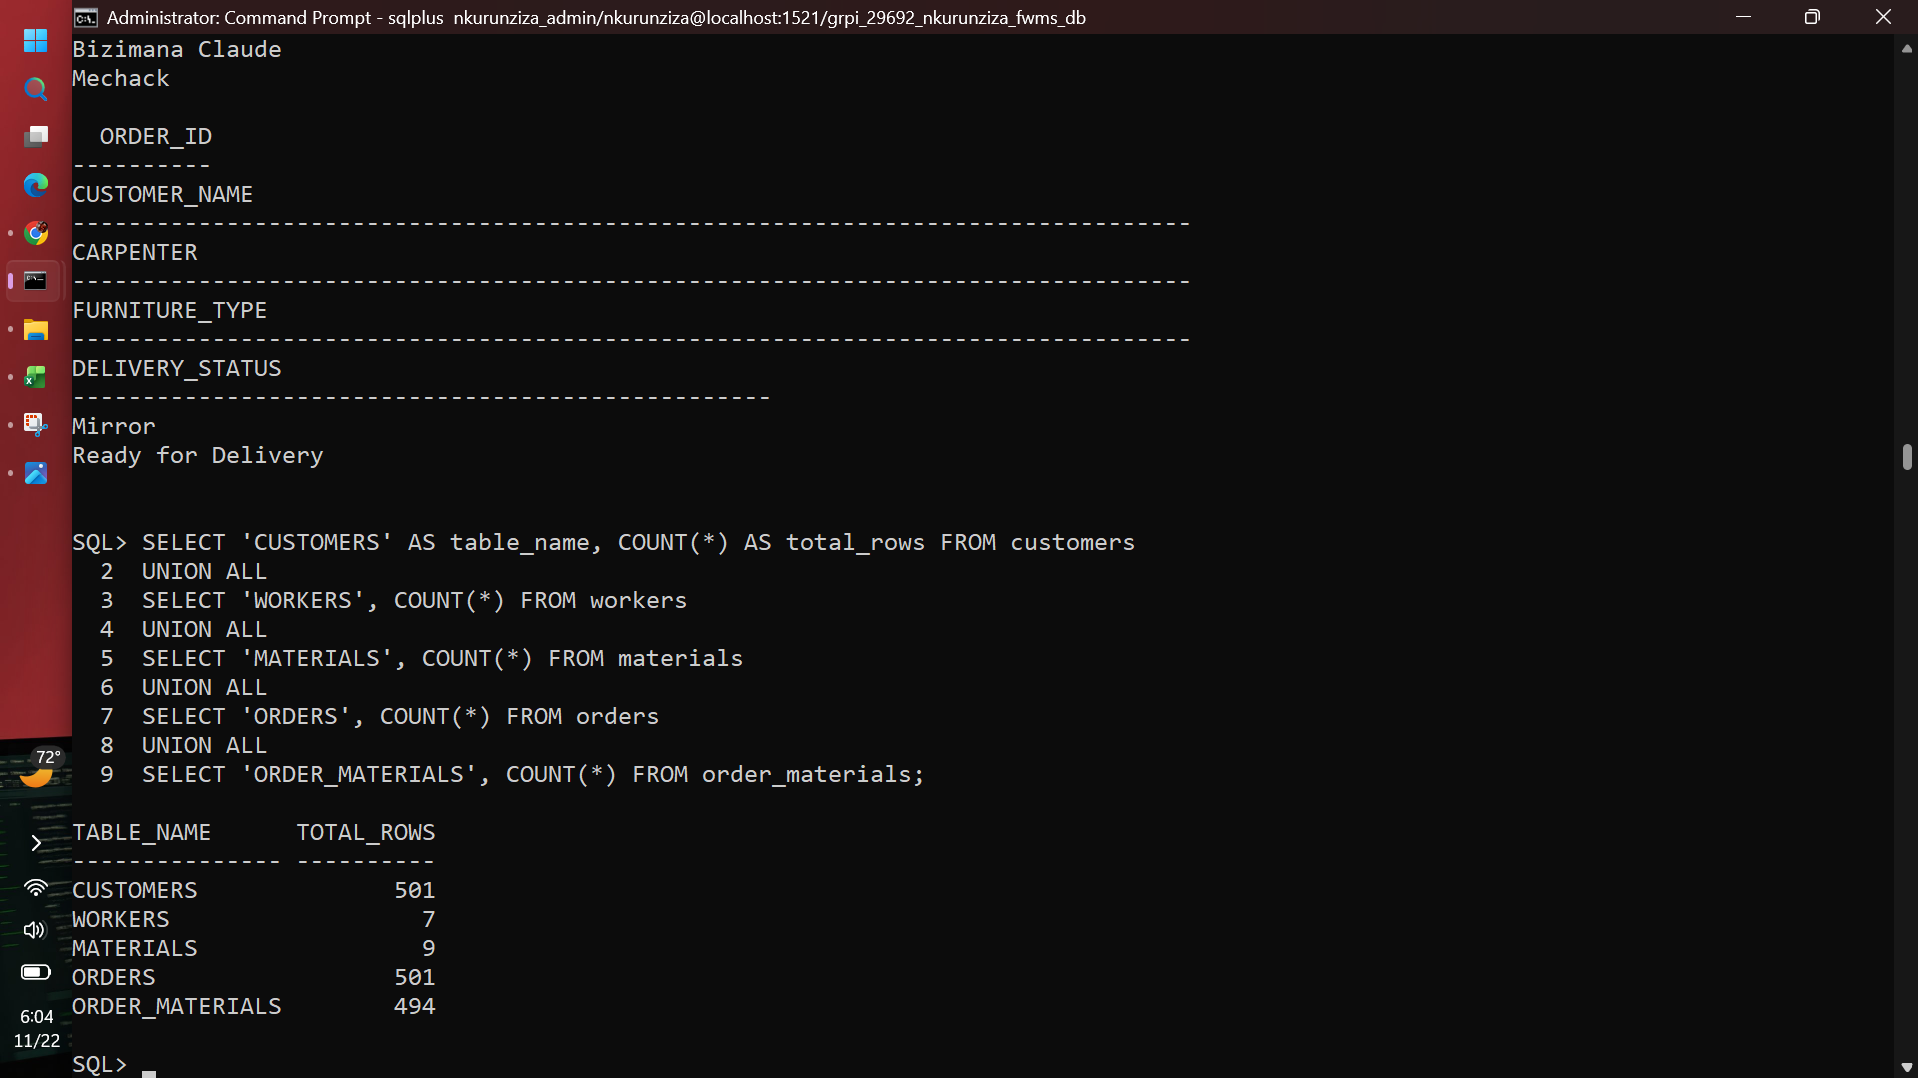 Administrator: Command Prompt - sqlplus nkurunziza_admin/nkurunziza@localhost:1521/grpi_29692_nkurunziza_fwms_db
Bizimana Claude
Mechack
ORDER_ID
----------
CUSTOMER_NAME
--------------------------------------------------------------------------------
CARPENTER
--------------------------------------------------------------------------------
FURNITURE_TYPE
--------------------------------------------------------------------------------
DELIVERY_STATUS
--------------------------------------------------
Mirror
Ready for Delivery
SQL> SELECT 'CUSTOMERS' AS table_name, COUNT(*) AS total_rows FROM customers
2 UNION ALL
3 SELECT 'WORKERS', COUNT(*) FROM workers
4 UNION ALL
5 SELECT 'MATERIALS', COUNT(*) FROM materials
6 UNION ALL
7 SELECT 'ORDERS', COUNT(*) FROM orders
8 UNION ALL
9 SELECT 'ORDER_MATERIALS', COUNT(*) FROM order_materials;
TABLE_NAME TOTAL_ROWS
--------------- ----------
CUSTOMERS 501
WORKERS 7
MATERIALS 9
ORDERS 501
ORDER_MATERIALS 494
SQL>
72°
6:04
11/22